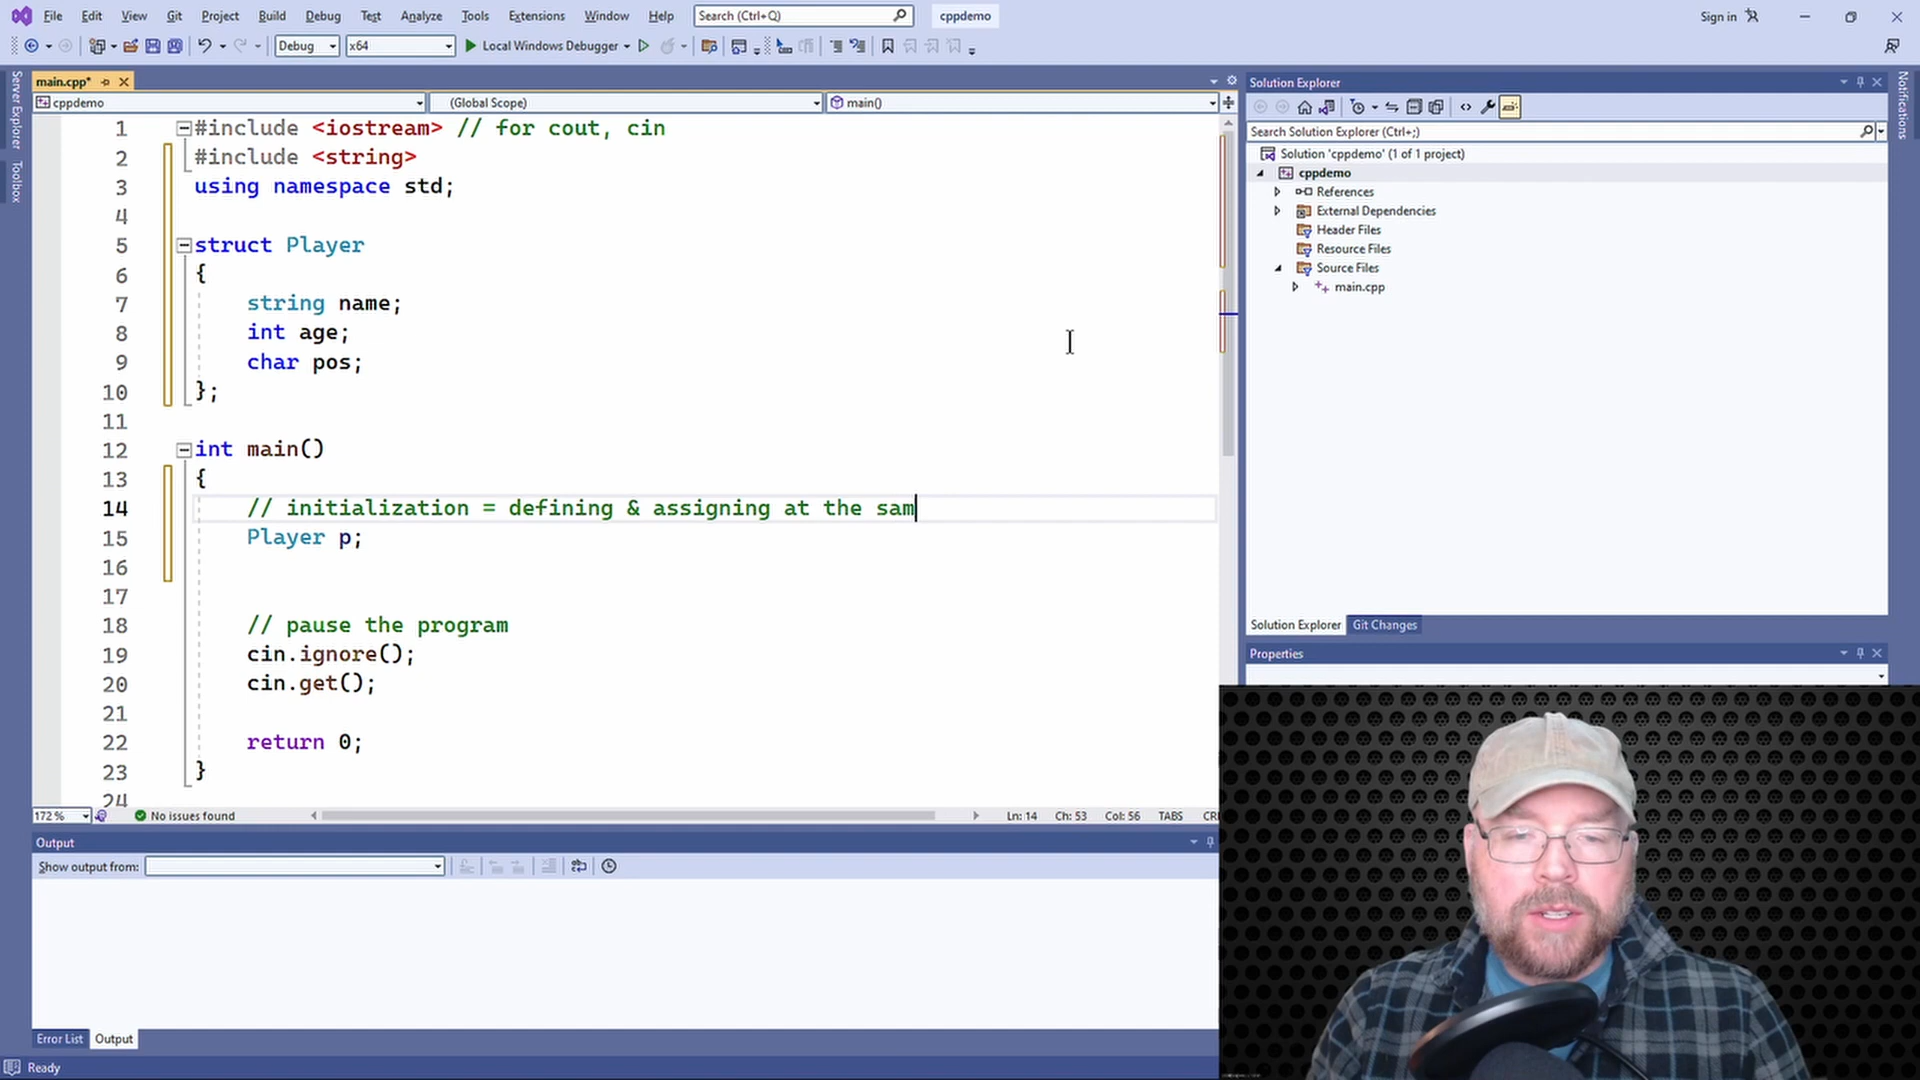 File Edit View Git Project Build Debug Test Analyze Tools Extensions Window Help Search (Ctrl+Q) cppdemo Sign in
Debug x64 Local Windows Debugger
Server Explorer
Toolbox
main.cpp*
cppdemo (Global Scope) main()
1 #include <iostream> // for cout, cin
2 #include <string>
3 using namespace std;
4
5 struct Player
6 {
7 string name;
8 int age;
9 char pos;
10 };
11
12 int main()
13 {
14 // initialization = defining & assigning at the sam
15 Player p;
16
17
18 // pause the program
19 cin.ignore();
20 cin.get();
21
22 return 0;
23 }
24
172 % No issues found Ln: 14 Ch: 53 Col: 56 TABS CR
Output
Show output from:
Error List Output
Ready
Solution Explorer
Search Solution Explorer (Ctrl+;)
Solution 'cppdemo' (1 of 1 project)
cppdemo
References
External Dependencies
Header Files
Resource Files
Source Files
main.cpp
Solution Explorer Git Changes
Properties
Notifications